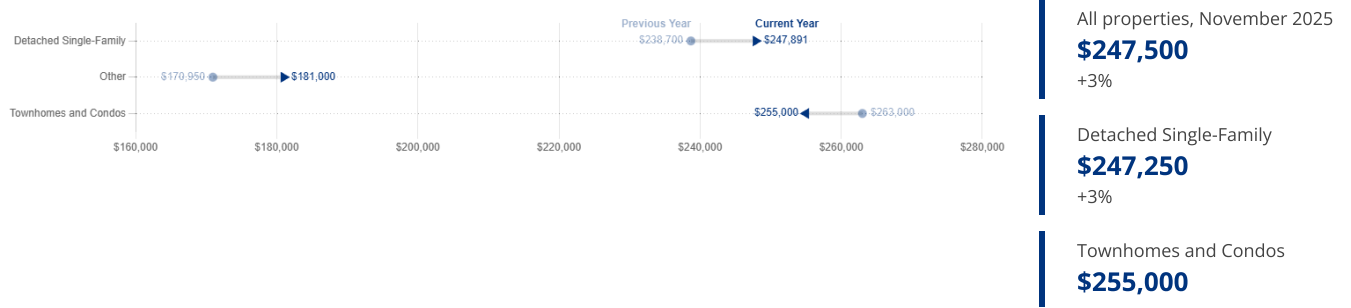 Previous Year Current Year
Detached Single-Family $238,700 $247,891
Other $170,950 $181,000
Townhomes and Condos $255,000 $263,000
$160,000 $180,000 $200,000 $220,000 $240,000 $260,000 $280,000
All properties, November 2025
$247,500
+3%
Detached Single-Family
$247,250
+3%
Townhomes and Condos
$255,000